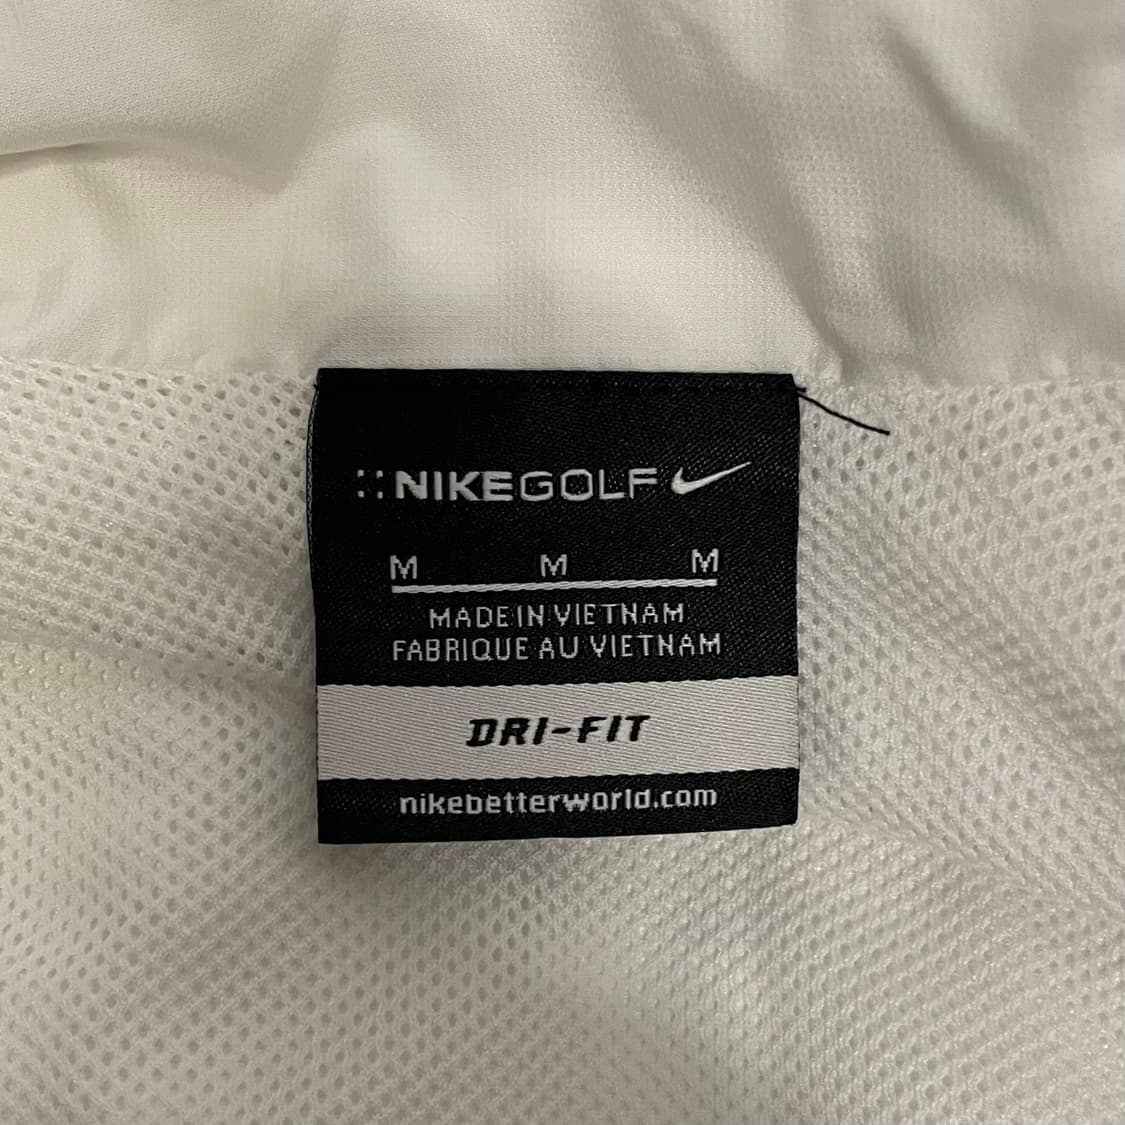 NIKEGOLF
M M M
MADE IN VIETNAM
FABRIQUE AU VIETNAM
DRI-FIT
nikebetterworld.com